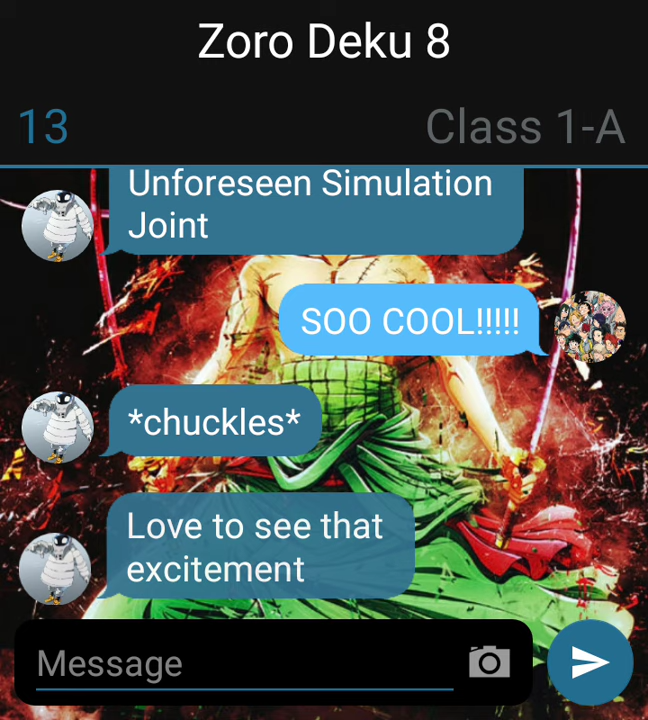 Zoro Deku 8
13
Class 1-A
Unforeseen Simulation
Joint
SOO COOL!!!!!
*chuckles*
Love to see that
excitement
Message